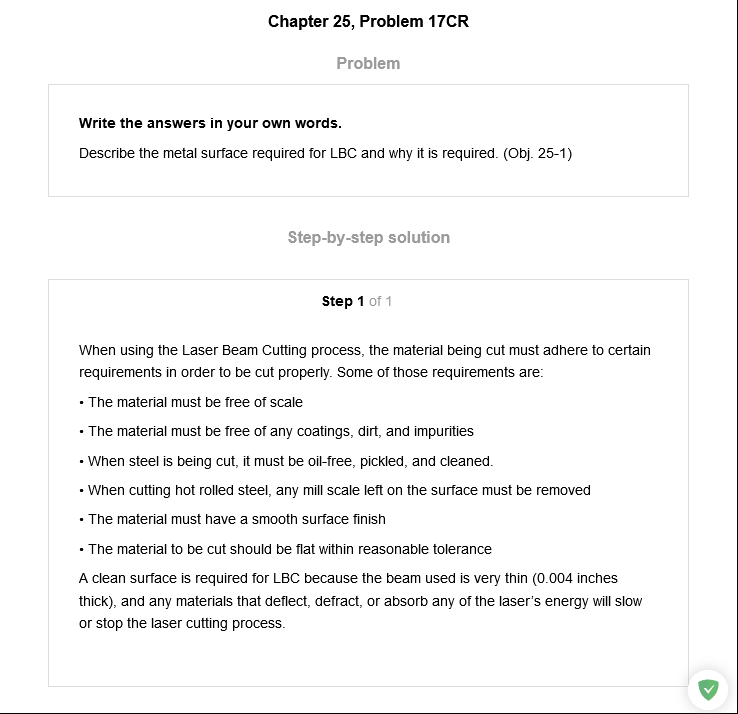 Chapter 25, Problem 17CR
Problem
Write the answers in your own words.
Describe the metal surface required for LBC and why it is required. (Obj. 25-1)
Step-by-step solution
Step 1 of 1
When using the Laser Beam Cutting process, the material being cut must adhere to certain
requirements in order to be cut properly. Some of those requirements are:
• The material must be free of scale
• The material must be free of any coatings, dirt, and impurities
• When steel is being cut, it must be oil-free, pickled, and cleaned.
• When cutting hot rolled steel, any mill scale left on the surface must be removed
• The material must have a smooth surface finish
• The material to be cut should be flat within reasonable tolerance
A clean surface is required for LBC because the beam used is very thin (0.004 inches
thick), and any materials that deflect, defract, or absorb any of the laser’s energy will slow
or stop the laser cutting process.